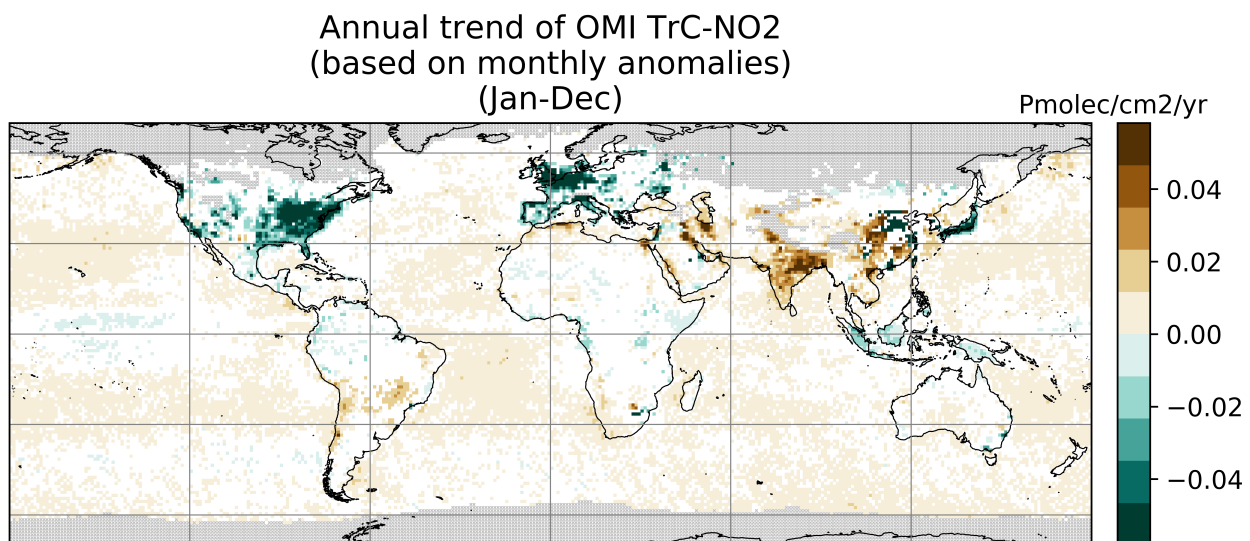 Annual trend of OMI TrC-NO2
(based on monthly anomalies)
(Jan-Dec)
Pmolec/cm2/yr
0.04
0.02
0.00
−0.02
−0.04